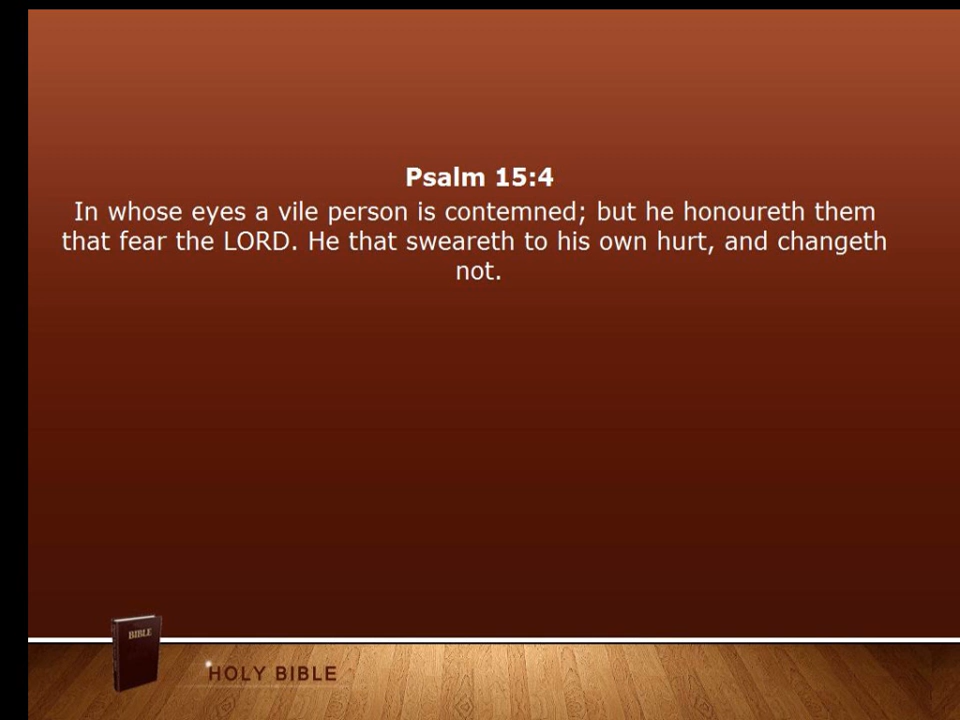 Psalm 15:4
In whose eyes a vile person is contemned; but he honoureth them
that fear the LORD. He that sweareth to his own hurt, and changeth
not.
BIBLE
HOLY BIBLE